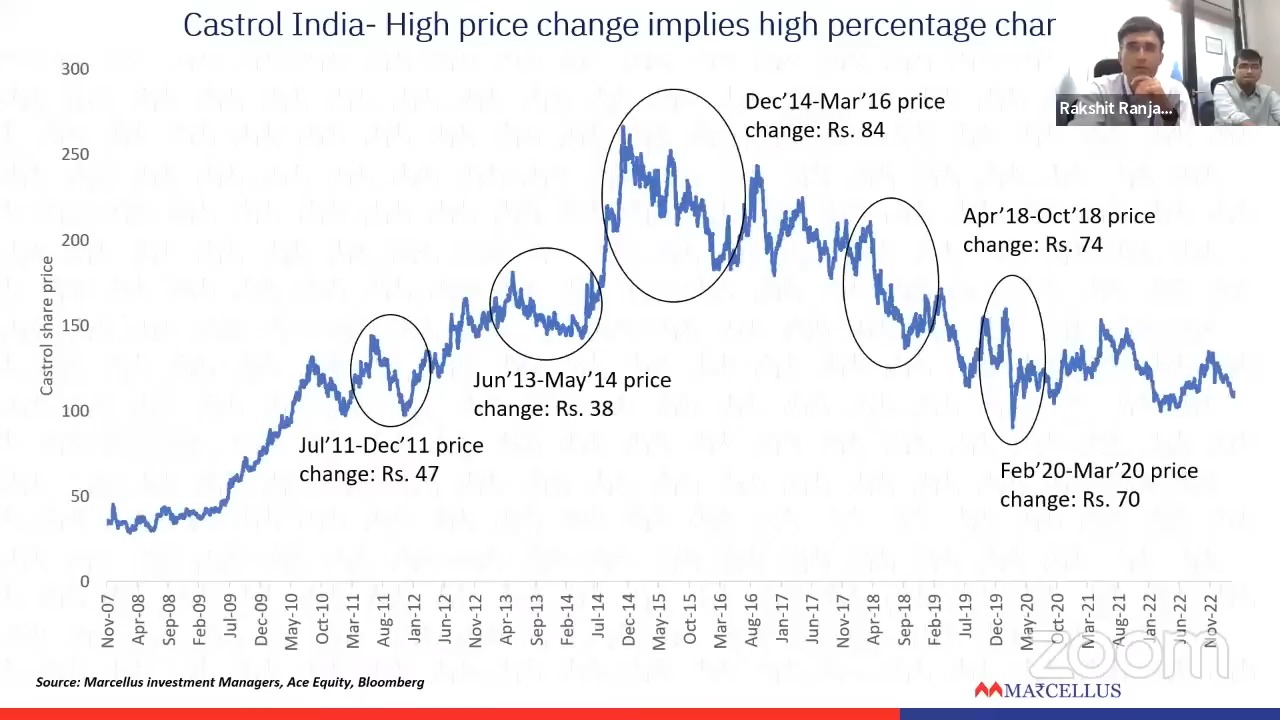 Castrol India- High price change implies high percentage char
Rakshit Ranja...
300
250
200
150
100
50
0
Castrol share price
Dec'14-Mar'16 price
change: Rs. 84
Apr'18-Oct'18 price
change: Rs. 74
Jun'13-May'14 price
change: Rs. 38
Jul'11-Dec'11 price
change: Rs. 47
Feb'20-Mar'20 price
change: Rs. 70
Nov-07
Apr-08
Sep-08
Feb-09
Jul-09
Dec-09
May-10
Oct-10
Mar-11
Aug-11
Jan-12
Jun-12
Nov-12
Apr-13
Sep-13
Feb-14
Jul-14
Dec-14
May-15
Oct-15
Mar-16
Aug-16
Jan-17
Jun-17
Nov-17
Apr-18
Sep-18
Feb-19
Jul-19
Dec-19
May-20
Oct-20
Mar-21
Aug-21
Jan-22
Jun-22
Nov-22
zoom
Source: Marcellus investment Managers, Ace Equity, Bloomberg
MARCELLUS